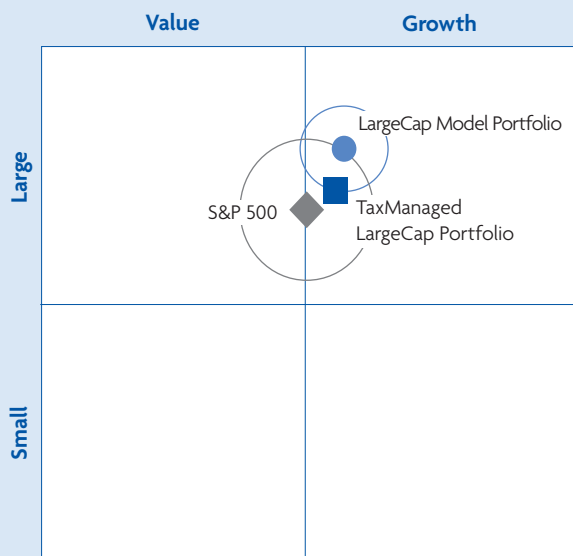 Value
Growth
Large
LargeCap Model Portfolio
S&P 500
TaxManaged
LargeCap Portfolio
Small